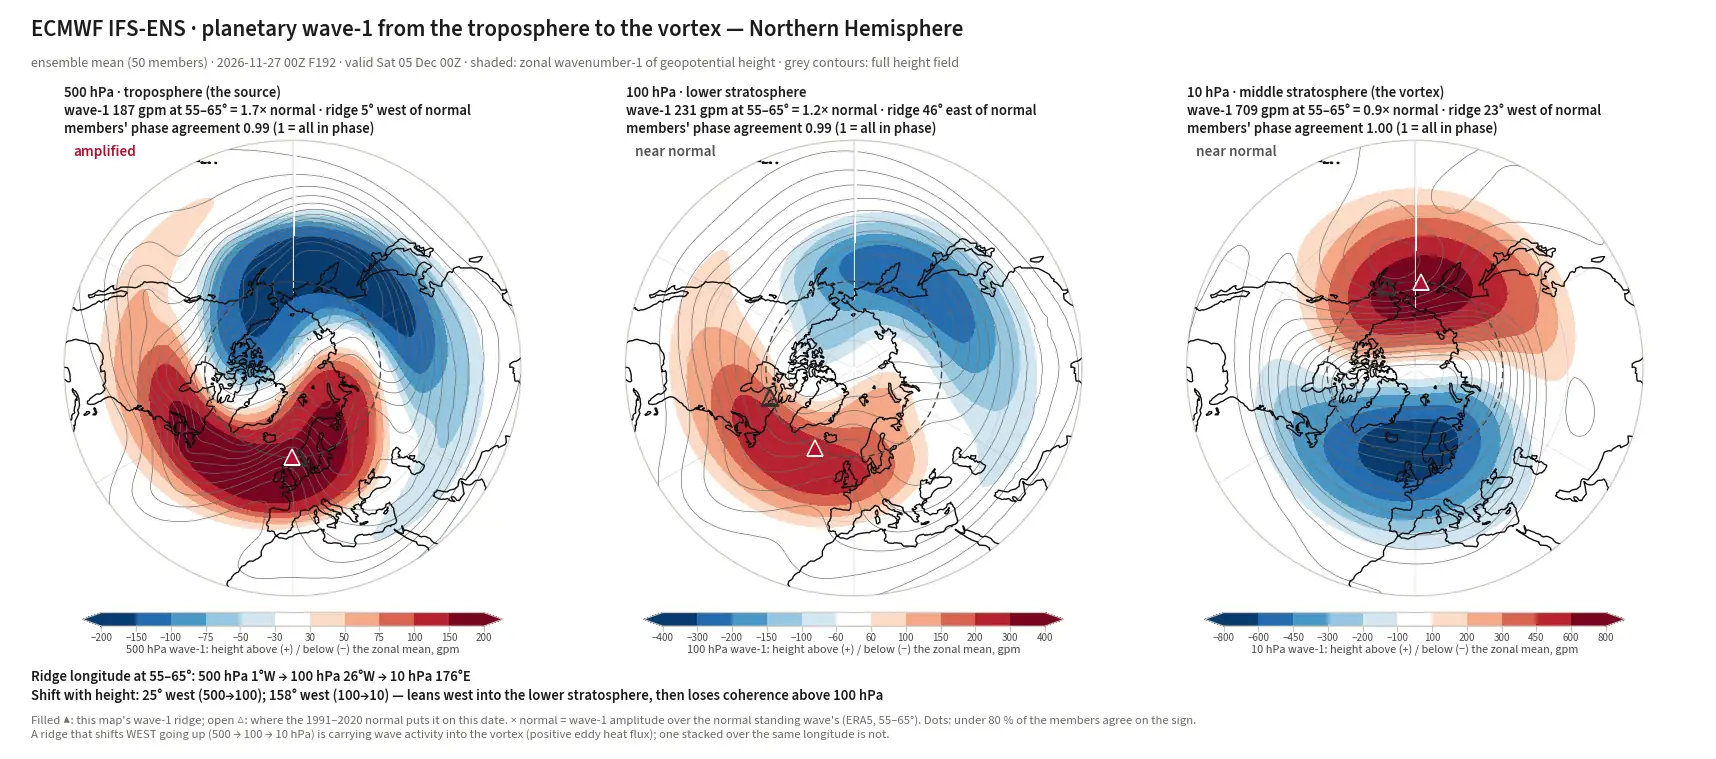 ECMWF IFS-ENS · planetary wave-1 from the troposphere to the vortex — Northern Hemisphere
ensemble mean (50 members) · 2026-11-27 00Z F192 · valid Sat 05 Dec 00Z · shaded: zonal wavenumber-1 of geopotential height · grey contours: full height field
500 hPa · troposphere (the source)
wave-1 187 gpm at 55–65° = 1.7× normal · ridge 5° west of normal
members' phase agreement 0.99 (1 = all in phase)
amplified
100 hPa · lower stratosphere
wave-1 231 gpm at 55–65° = 1.2× normal · ridge 46° east of normal
members' phase agreement 0.99 (1 = all in phase)
near normal
10 hPa · middle stratosphere (the vortex)
wave-1 709 gpm at 55–65° = 0.9× normal · ridge 23° west of normal
members' phase agreement 1.00 (1 = all in phase)
near normal
−200 −150 −100 −75 −50 −30 30 50 75 100 150 200
500 hPa wave-1: height above (+) / below (−) the zonal mean, gpm
−400 −300 −200 −150 −100 −60 60 100 150 200 300 400
100 hPa wave-1: height above (+) / below (−) the zonal mean, gpm
−800 −600 −450 −300 −200 −100 100 200 300 450 600 800
10 hPa wave-1: height above (+) / below (−) the zonal mean, gpm
Ridge longitude at 55–65°: 500 hPa 1°W → 100 hPa 26°W → 10 hPa 176°E
Shift with height: 25° west (500→100); 158° west (100→10) — leans west into the lower stratosphere, then loses coherence above 100 hPa
Filled ▲: this map's wave-1 ridge; open △: where the 1991–2020 normal puts it on this date. × normal = wave-1 amplitude over the normal standing wave's (ERA5, 55–65°). Dots: under 80 % of the members agree on the sign.
A ridge that shifts WEST going up (500 → 100 → 10 hPa) is carrying wave activity into the vortex (positive eddy heat flux); one stacked over the same longitude is not.